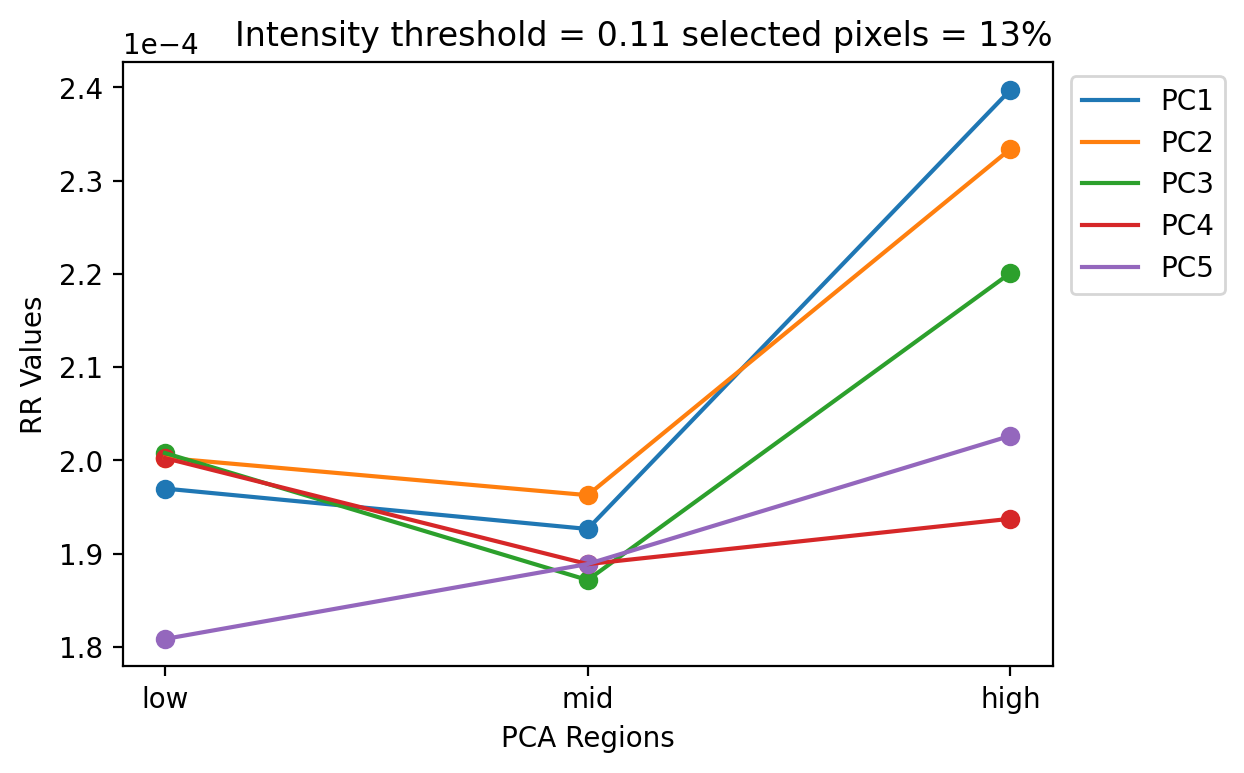 1e−4
Intensity threshold = 0.11 selected pixels = 13%
2.4
2.3
2.2
2.1
2.0
1.9
1.8
RR Values
low
mid
high
PCA Regions
PC1
PC2
PC3
PC4
PC5